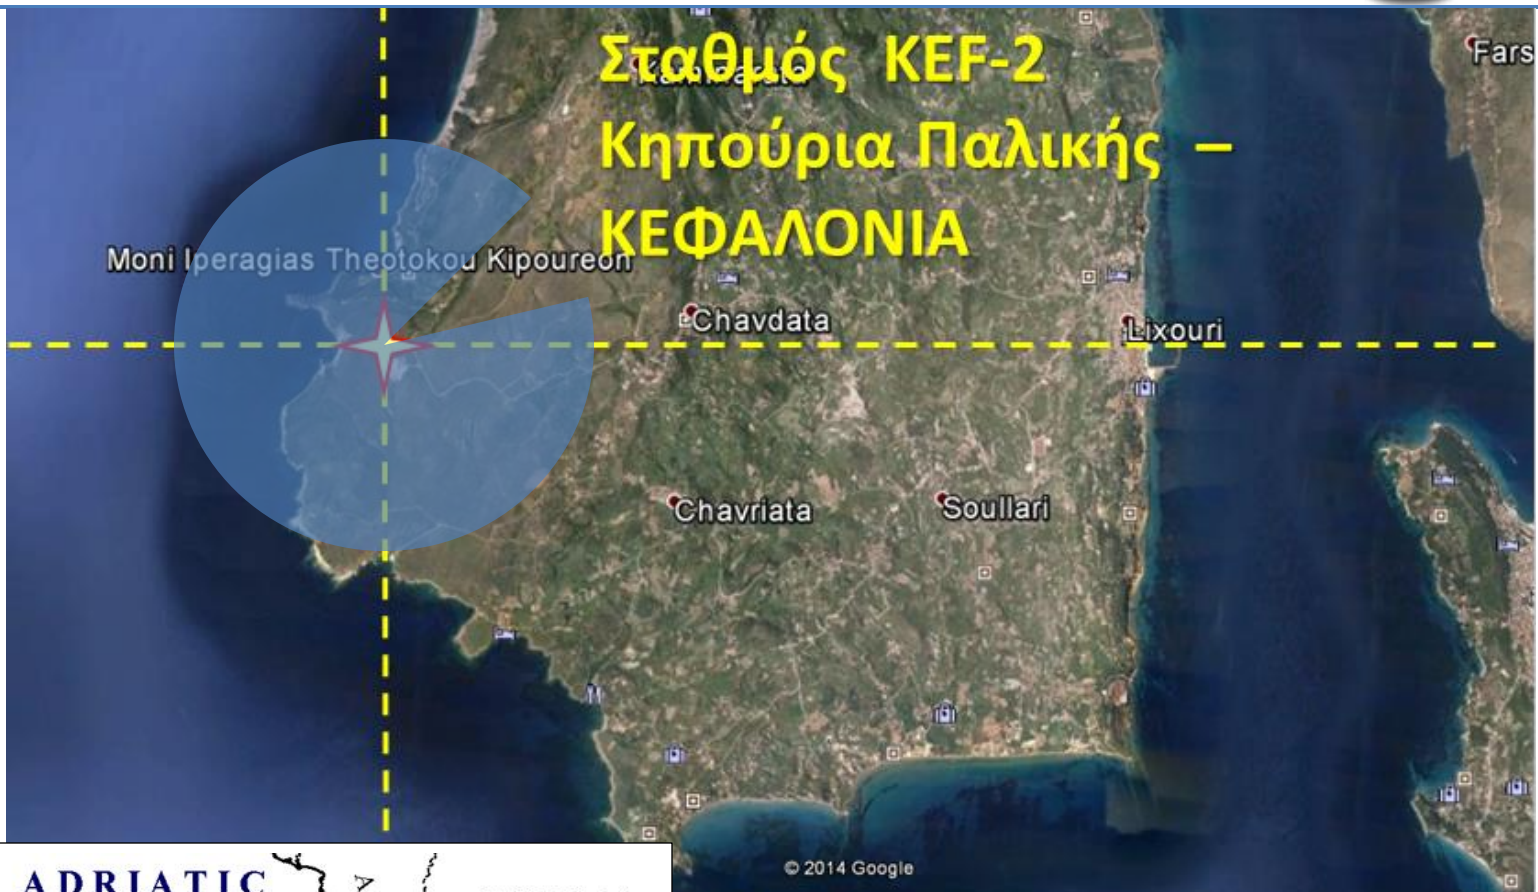 Σταθμός KEF-2
Κηπούρια Παλικής –
ΚΕΦΑΛΟΝΙΑ
Fars
Moni Iperagias Theotokou Kipoureon
Chavdata
Lixouri
Chavriata
Soullari
© 2014 Google
ADRIATIC